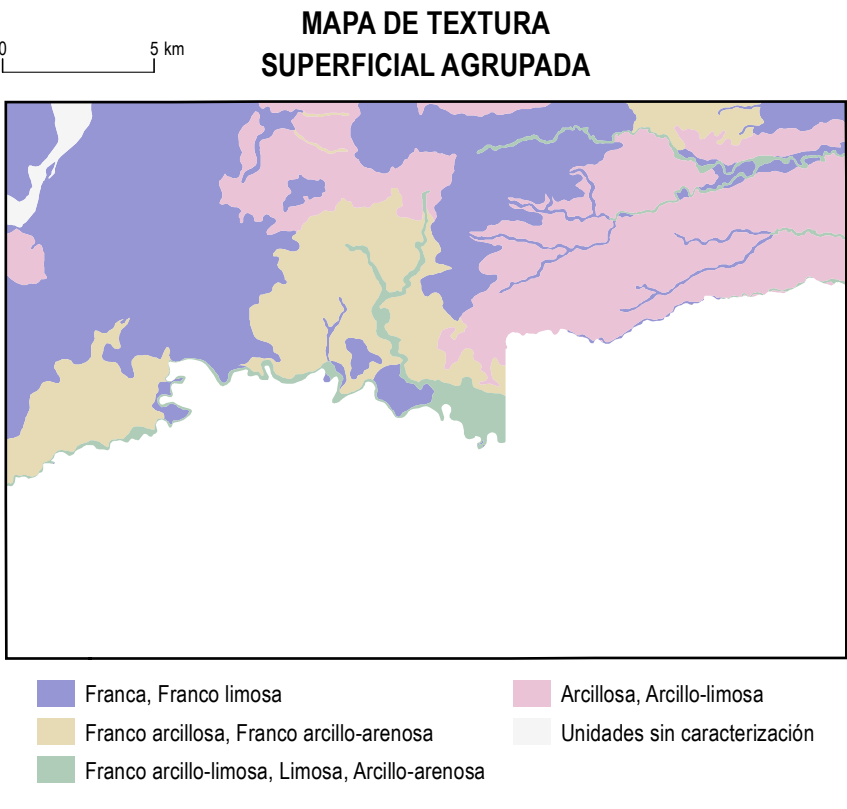 MAPA DE TEXTURA
SUPERFICIAL AGRUPADA
0 5 km
Franca, Franco limosa
Franco arcillosa, Franco arcillo-arenosa
Franco arcillo-limosa, Limosa, Arcillo-arenosa
Arcillosa, Arcillo-limosa
Unidades sin caracterización